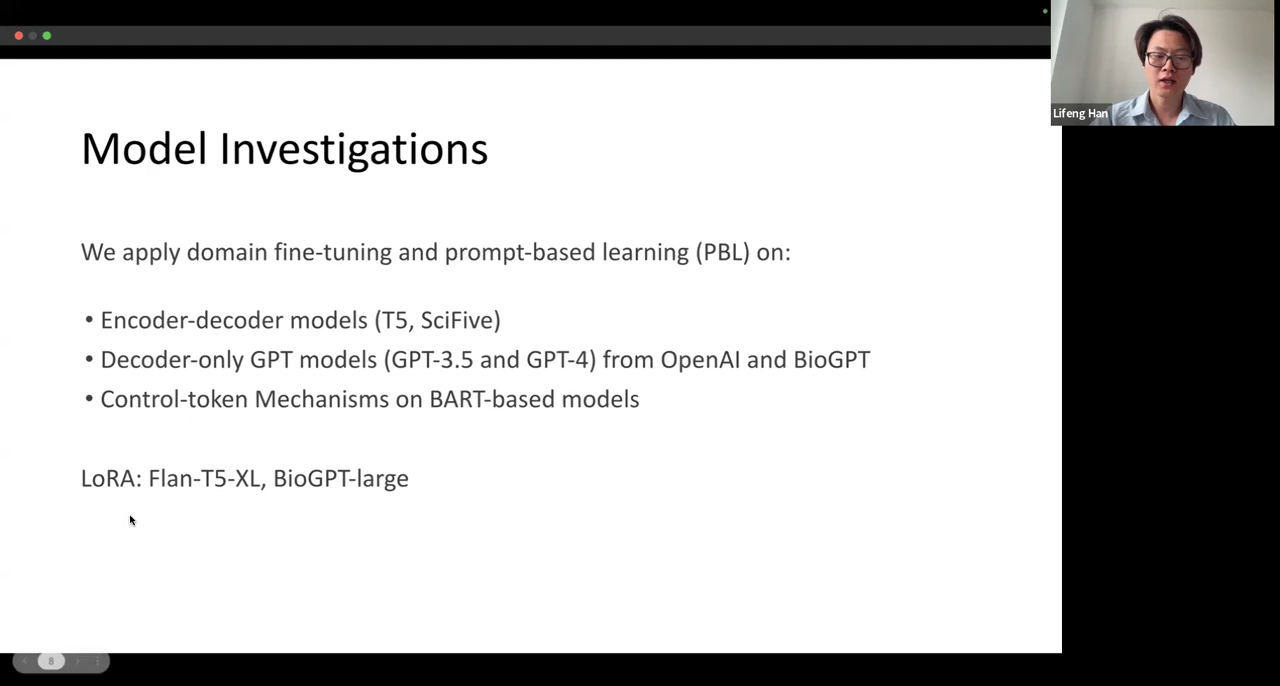 Lifeng Han
Model Investigations
We apply domain fine-tuning and prompt-based learning (PBL) on:
• Encoder-decoder models (T5, SciFive)
• Decoder-only GPT models (GPT-3.5 and GPT-4) from OpenAI and BioGPT
• Control-token Mechanisms on BART-based models
LoRA: Flan-T5-XL, BioGPT-large
8